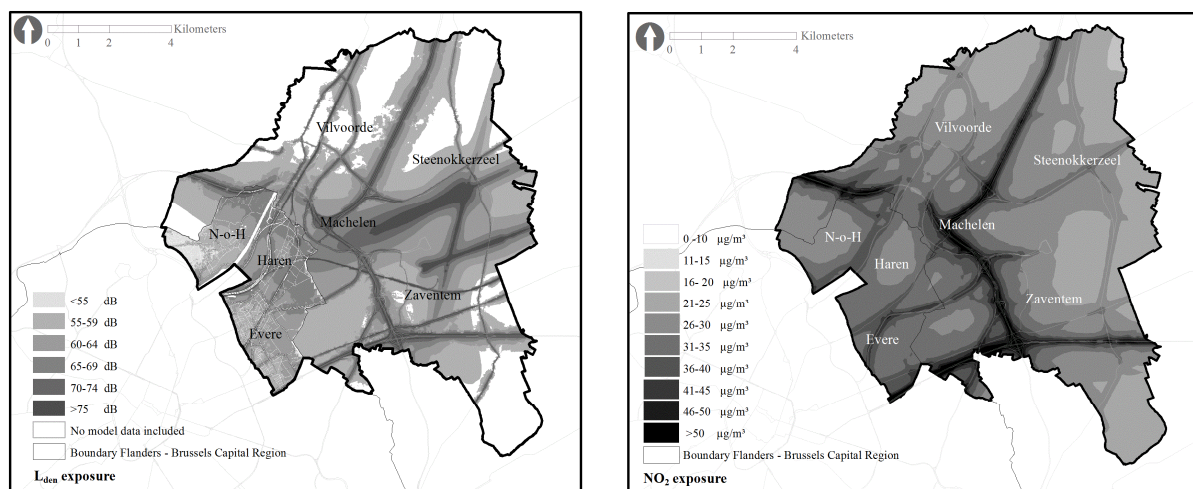 Kilometers
0 1 2 4
Vilvoorde
Steenokkerzeel
Machelen
N-o-H
Haren
Zaventem
Evere
<55 dB
55-59 dB
60-64 dB
65-69 dB
70-74 dB
>75 dB
No model data included
Boundary Flanders - Brussels Capital Region
Lden exposure
Kilometers
0 1 2 4
Vilvoorde
Steenokkerzeel
Machelen
N-o-H
Haren
Zaventem
Evere
0 -10 µg/m³
11-15 µg/m³
16- 20 µg/m³
21-25 µg/m³
26-30 µg/m³
31-35 µg/m³
36-40 µg/m³
41-45 µg/m³
46-50 µg/m³
>50 µg/m³
Boundary Flanders - Brussels Capital Region
NO₂ exposure